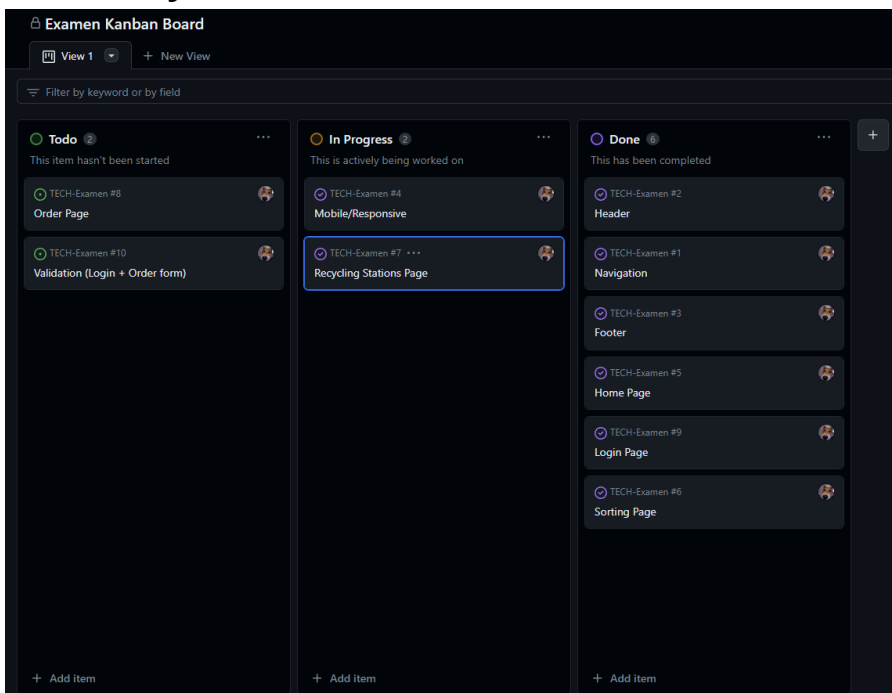 Examen Kanban Board
View 1
+ New View
Filter by keyword or by field
Todo 2
This item hasn't been started
TECH-Examen #8
Order Page
TECH-Examen #10
Validation (Login + Order form)
+ Add item
In Progress 2
This is actively being worked on
TECH-Examen #4
Mobile/Responsive
TECH-Examen #7 ···
Recycling Stations Page
+ Add item
Done 6
This has been completed
TECH-Examen #2
Header
TECH-Examen #1
Navigation
TECH-Examen #3
Footer
TECH-Examen #5
Home Page
TECH-Examen #9
Login Page
TECH-Examen #6
Sorting Page
+ Add item